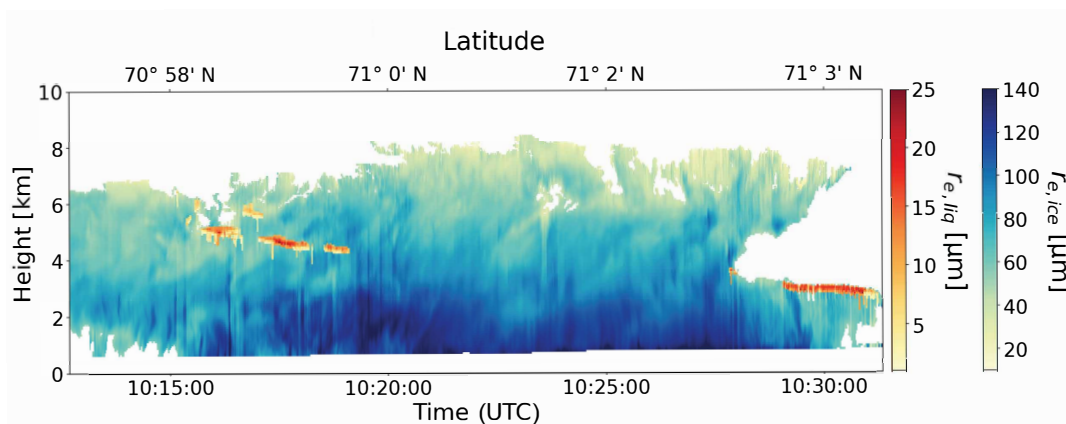 Latitude
70° 58' N 71° 0' N 71° 2' N 71° 3' N
10
8
6
4
2
0
Height [km]
10:15:00 10:20:00 10:25:00 10:30:00
Time (UTC)
25
20
15
10
5
r_e,liq [μm]
140
120
100
80
60
40
20
r_e,ice [μm]